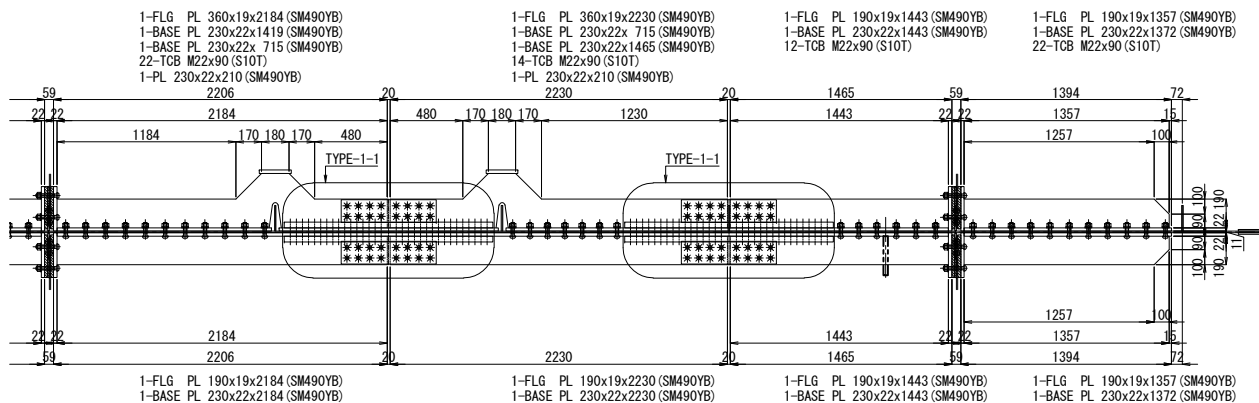 1-FLG PL 360x19x2184(SM490YB)
1-BASE PL 230x22x1419(SM490YB)
1-BASE PL 230x22x 715(SM490YB)
22-TCB M22x90(S10T)
1-PL 230x22x210(SM490YB)
1-FLG PL 360x19x2230(SM490YB)
1-BASE PL 230x22x 715(SM490YB)
1-BASE PL 230x22x1465(SM490YB)
14-TCB M22x90(S10T)
1-PL 230x22x210(SM490YB)
1-FLG PL 190x19x1443(SM490YB)
1-BASE PL 230x22x1443(SM490YB)
12-TCB M22x90(S10T)
1-FLG PL 190x19x1357(SM490YB)
1-BASE PL 230x22x1372(SM490YB)
22-TCB M22x90(S10T)
59 2206 20 2230 20 1465 59 1394 72
22 22 2184 1443 22 22 1357 15
1184 170 180 170 480 480 170 180 170 1230 1257 100
TYPE-1-1 TYPE-1-1
100 190
90 22
11
90 22
100 190
1257 100
22 22 2184 1443 22 22 1357 15
59 2206 20 2230 20 1465 59 1394 72
1-FLG PL 190x19x2184(SM490YB)
1-BASE PL 230x22x2184(SM490YB)
1-FLG PL 190x19x2230(SM490YB)
1-BASE PL 230x22x2230(SM490YB)
1-FLG PL 190x19x1443(SM490YB)
1-BASE PL 230x22x1443(SM490YB)
1-FLG PL 190x19x1357(SM490YB)
1-BASE PL 230x22x1372(SM490YB)